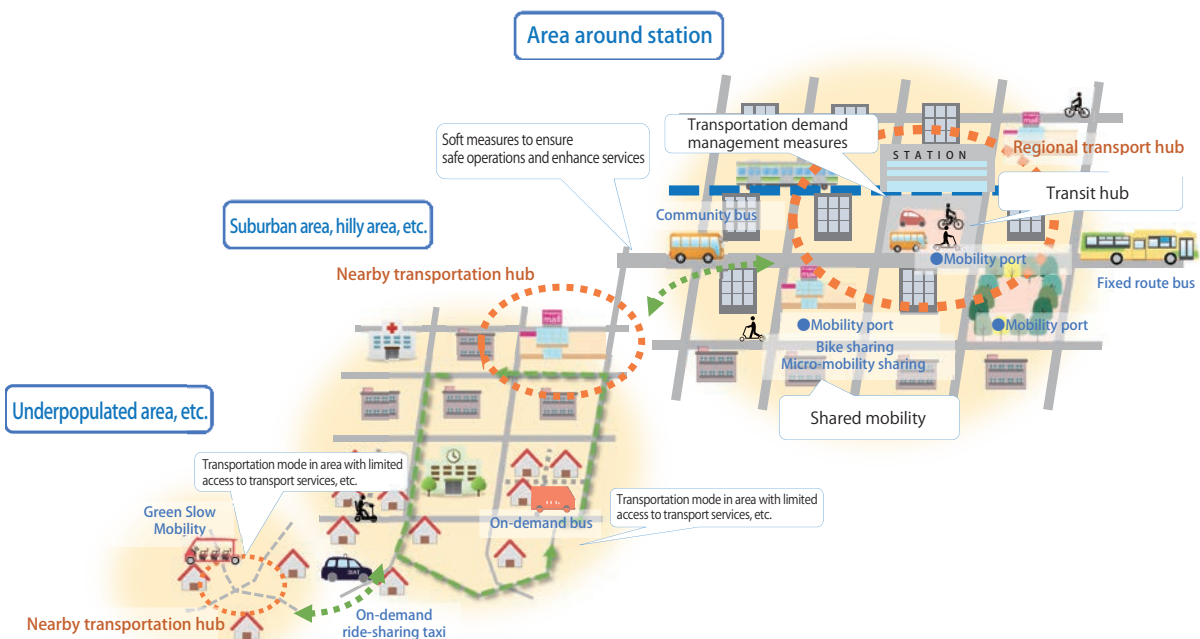 Area around station
Soft measures to ensure
safe operations and enhance services
Transportation demand
management measures
STATION
mall
Regional transport hub
Transit hub
Community bus
Mobility port
Fixed route bus
Suburban area, hilly area, etc.
Nearby transportation hub
mall
Mobility port
Mobility port
Bike sharing
Micro-mobility sharing
Shared mobility
Underpopulated area, etc.
Transportation mode in area with limited
access to transport services, etc.
Green Slow
Mobility
On-demand bus
Transportation mode in area with limited
access to transport services, etc.
Nearby transportation hub
On-demand
ride-sharing taxi